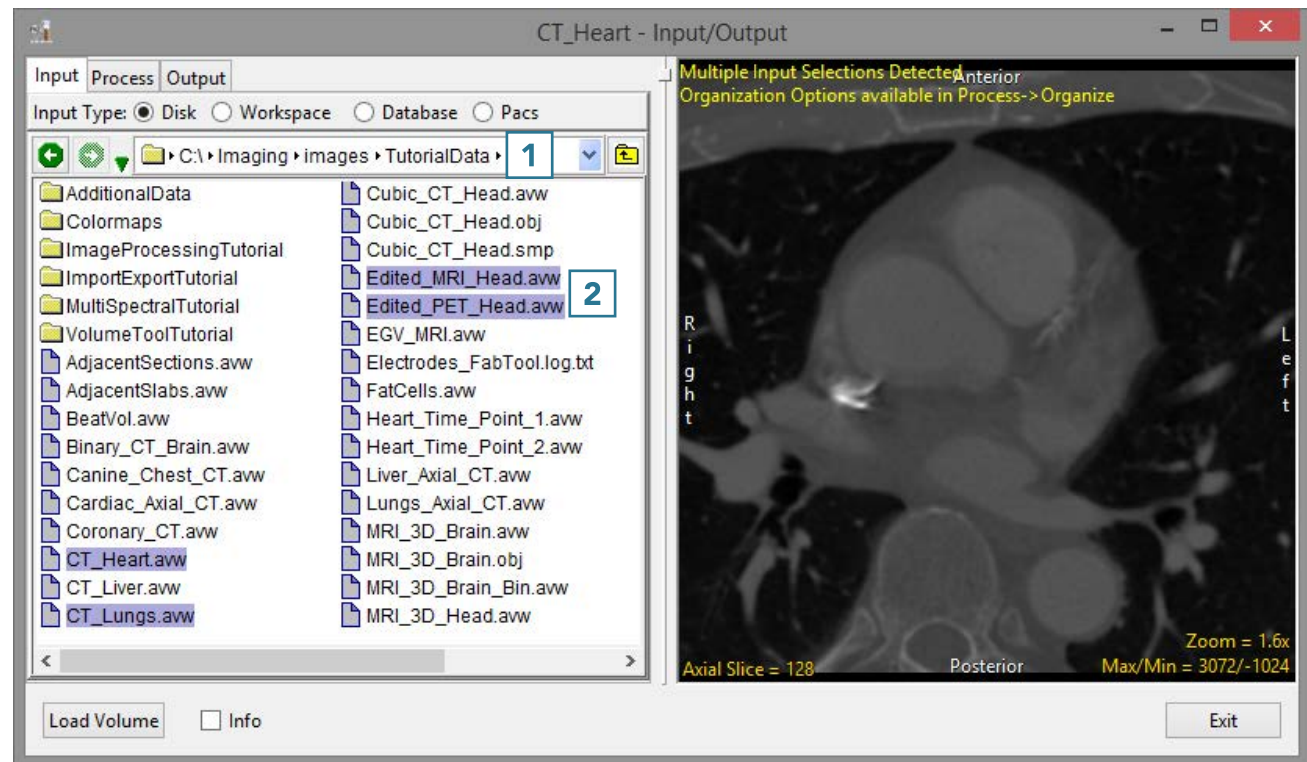 CT_Heart - Input/Output
Input Process Output
Input Type: Disk Workspace Database Pacs
C:\ Imaging images TutorialData 1
AdditionalData
Colormaps
ImageProcessingTutorial
ImportExportTutorial
MultiSpectralTutorial
VolumeToolTutorial
AdjacentSections.avw
AdjacentSlabs.avw
BeatVol.avw
Binary_CT_Brain.avw
Canine_Chest_CT.avw
Cardiac_Axial_CT.avw
Coronary_CT.avw
CT_Heart.avw
CT_Liver.avw
CT_Lungs.avw
Cubic_CT_Head.avw
Cubic_CT_Head.obj
Cubic_CT_Head.smp
Edited_MRI_Head.avw
2
Edited_PET_Head.avw
EGV_MRI.avw
Electrodes_FabTool.log.txt
FatCells.avw
Heart_Time_Point_1.avw
Heart_Time_Point_2.avw
Liver_Axial_CT.avw
Lungs_Axial_CT.avw
MRI_3D_Brain.avw
MRI_3D_Brain.obj
MRI_3D_Brain_Bin.avw
MRI_3D_Head.avw
Multiple Input Selections Detected
Anterior
Organization Options available in Process->Organize
Right
Left
Zoom = 1.6x
Axial Slice = 128
Posterior
Max/Min = 3072/-1024
Load Volume
Info
Exit